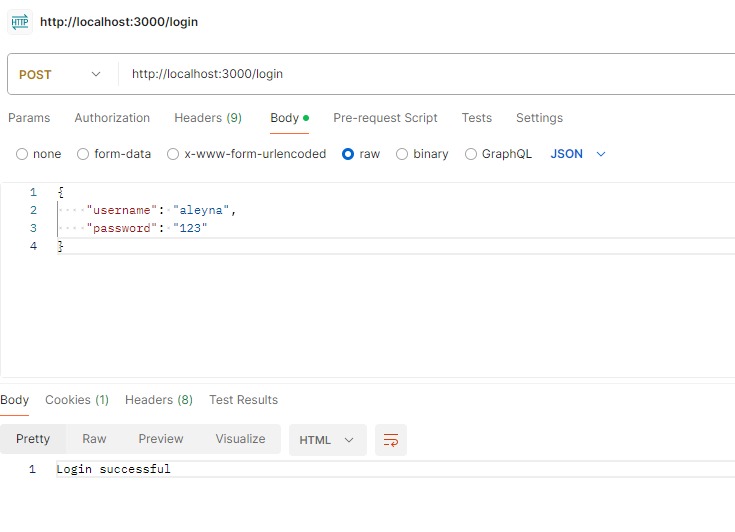 HTTP http://localhost:3000/login
POST http://localhost:3000/login
Params Authorization Headers (9) Body Pre-request Script Tests Settings
none form-data x-www-form-urlencoded raw binary GraphQL JSON
1 {
2 "username": "aleyna",
3 "password": "123"
4 }
Body Cookies (1) Headers (8) Test Results
Pretty Raw Preview Visualize HTML
1 Login successful